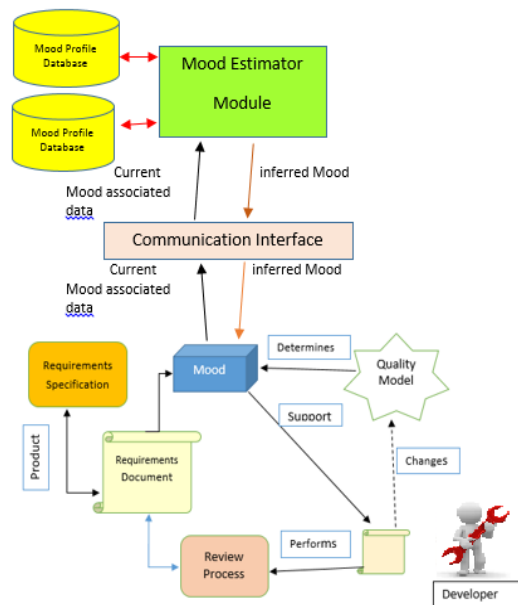 Mood Profile
Database
Mood Estimator
Module
Mood Profile
Database
Current
Mood associated
data
inferred Mood
Communication Interface
Current
Mood associated
data
inferred Mood
Determines
Requirements
Specification
Mood
Quality
Model
Support
Product
Requirements
Document
Changes
Performs
Review
Process
Developer